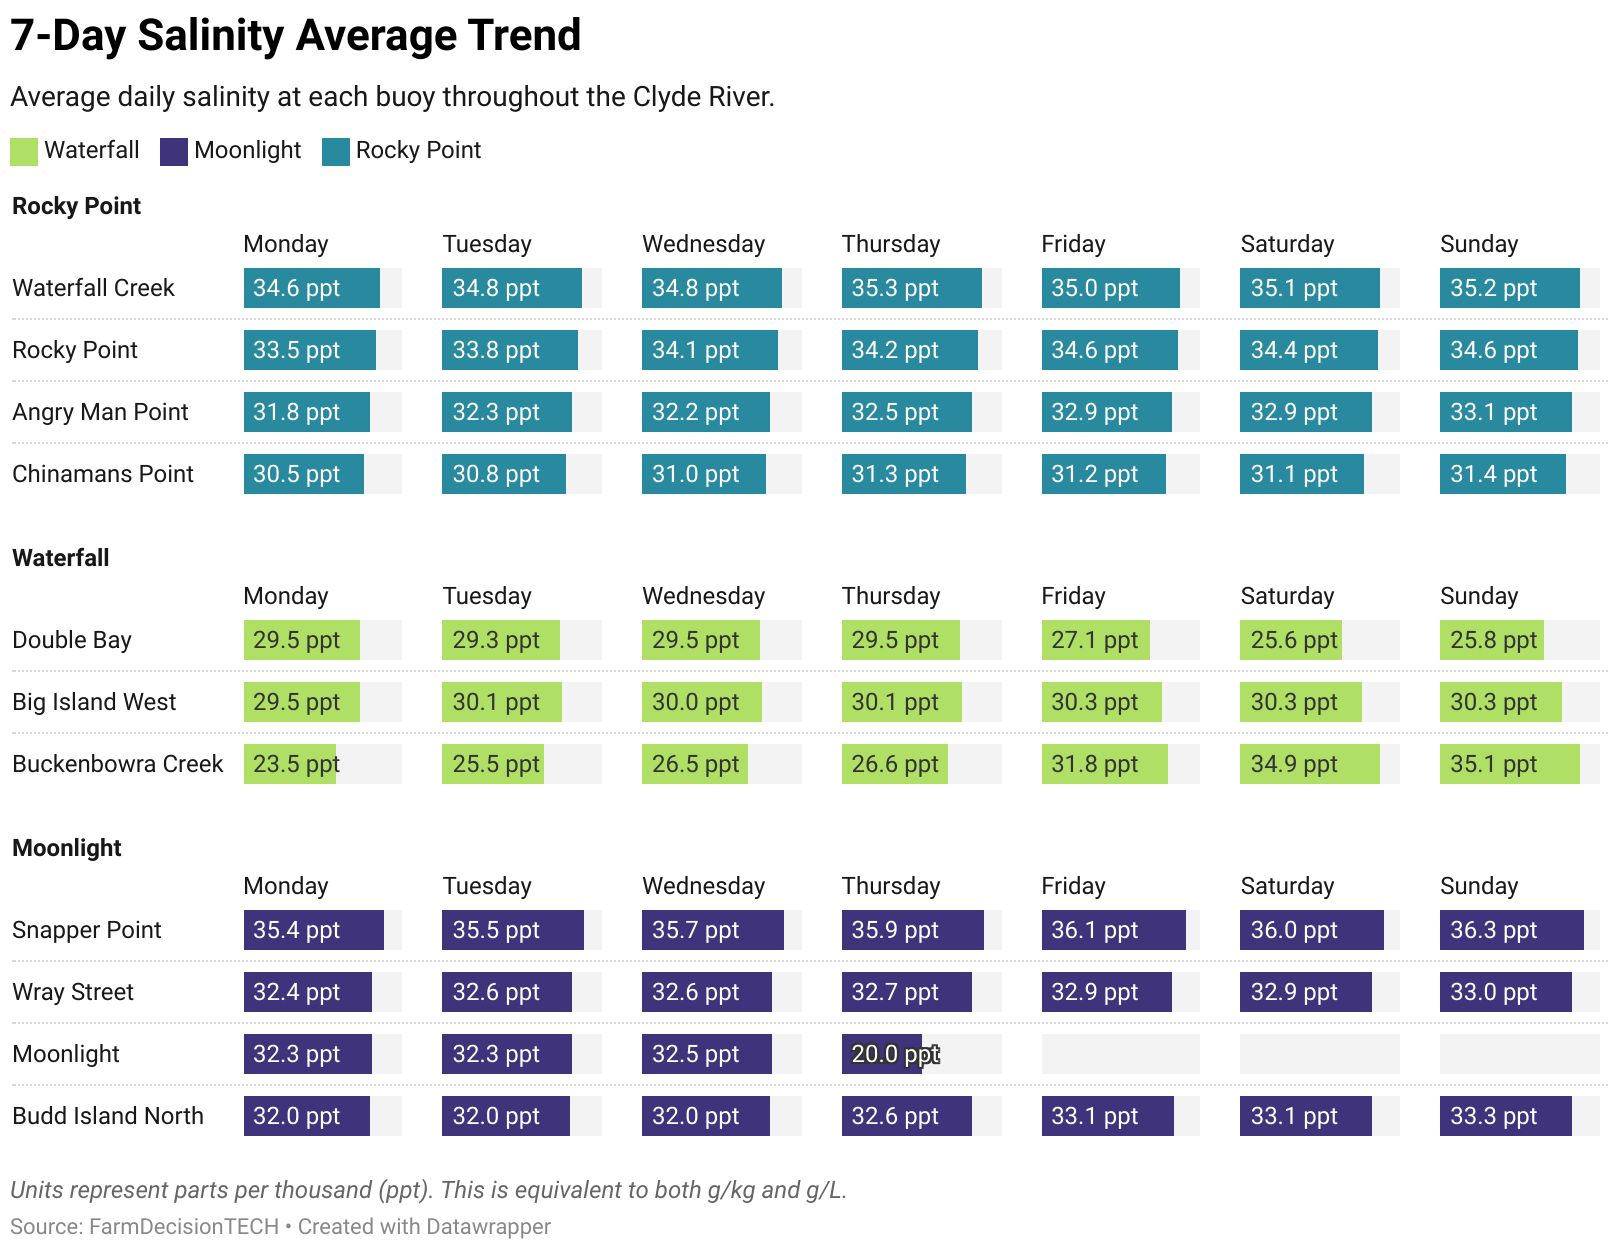 7-Day Salinity Average Trend
Average daily salinity at each buoy throughout the Clyde River.
Waterfall Moonlight Rocky Point
Rocky Point
Monday Tuesday Wednesday Thursday Friday Saturday Sunday
Waterfall Creek 34.6 ppt 34.8 ppt 34.8 ppt 35.3 ppt 35.0 ppt 35.1 ppt 35.2 ppt
Rocky Point 33.5 ppt 33.8 ppt 34.1 ppt 34.2 ppt 34.6 ppt 34.4 ppt 34.6 ppt
Angry Man Point 31.8 ppt 32.3 ppt 32.2 ppt 32.5 ppt 32.9 ppt 32.9 ppt 33.1 ppt
Chinamans Point 30.5 ppt 30.8 ppt 31.0 ppt 31.3 ppt 31.2 ppt 31.1 ppt 31.4 ppt
Waterfall
Monday Tuesday Wednesday Thursday Friday Saturday Sunday
Double Bay 29.5 ppt 29.3 ppt 29.5 ppt 29.5 ppt 27.1 ppt 25.6 ppt 25.8 ppt
Big Island West 29.5 ppt 30.1 ppt 30.0 ppt 30.1 ppt 30.3 ppt 30.3 ppt 30.3 ppt
Buckenbowra Creek 23.5 ppt 25.5 ppt 26.5 ppt 26.6 ppt 31.8 ppt 34.9 ppt 35.1 ppt
Moonlight
Monday Tuesday Wednesday Thursday Friday Saturday Sunday
Snapper Point 35.4 ppt 35.5 ppt 35.7 ppt 35.9 ppt 36.1 ppt 36.0 ppt 36.3 ppt
Wray Street 32.4 ppt 32.6 ppt 32.6 ppt 32.7 ppt 32.9 ppt 32.9 ppt 33.0 ppt
Moonlight 32.3 ppt 32.3 ppt 32.5 ppt 20.0 ppt
Budd Island North 32.0 ppt 32.0 ppt 32.0 ppt 32.6 ppt 33.1 ppt 33.1 ppt 33.3 ppt
Units represent parts per thousand (ppt). This is equivalent to both g/kg and g/L.
Source: FarmDecisionTECH • Created with Datawrapper